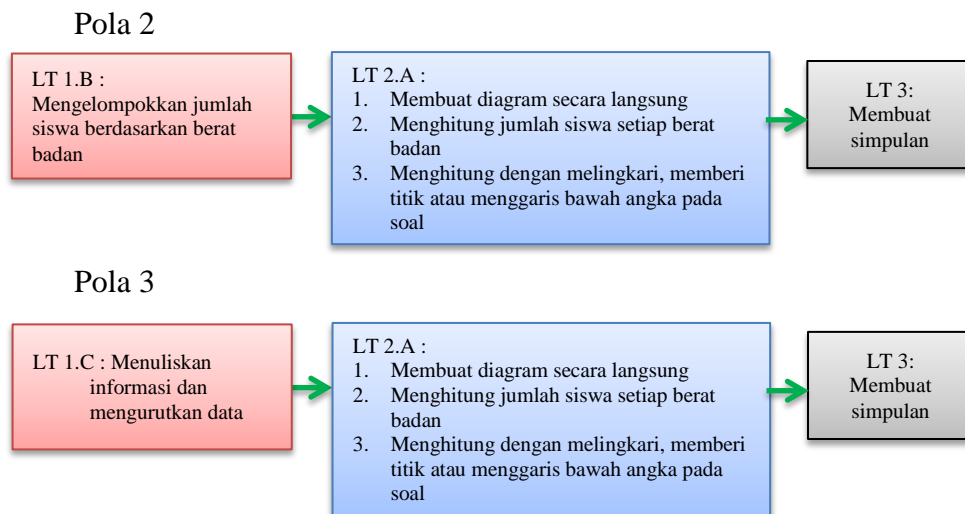 Pola 2
LT 1.B :
Mengelompokkan jumlah
siswa berdasarkan berat
badan
LT 2.A :
1. Membuat diagram secara langsung
2. Menghitung jumlah siswa setiap berat
badan
3. Menghitung dengan melingkari, memberi
titik atau menggaris bawah angka pada
soal
LT 3:
Membuat
simpulan
Pola 3
LT 1.C : Menuliskan
informasi dan
mengurutkan data
LT 2.A :
1. Membuat diagram secara langsung
2. Menghitung jumlah siswa setiap berat
badan
3. Menghitung dengan melingkari, memberi
titik atau menggaris bawah angka pada
soal
LT 3:
Membuat
simpulan